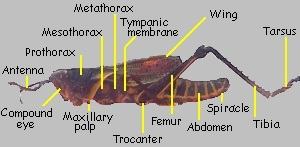 Metathorax
Wing
Mesothorax
Tympanic
membrane
Tarsus
Prothorax
Antenna
Compound
eye
Maxillary
palp
Trocanter
Femur
Abdomen
Spiracle
Tibia